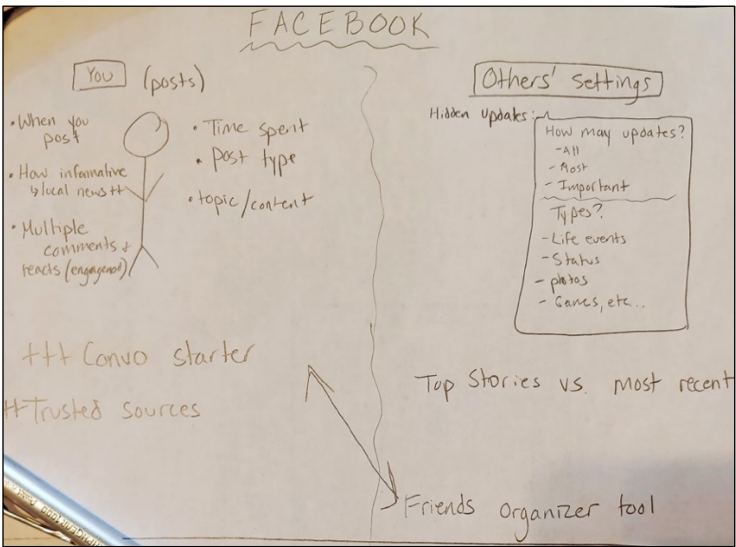 FACEBOOK
You (posts)
• When you
post
• How informative
↳ local news ++
• Multiple
comments +
reacts (engagement)
• Time spent
• Post type
• topic/content
+++ Convo starter
++Trusted sources
Others' Settings
Hidden updates:
How may updates?
-All
- Most
- Important
Types?
- Life events
- Status
- photos
- Games, etc...
Top Stories vs. most recent
Friends organizer tool